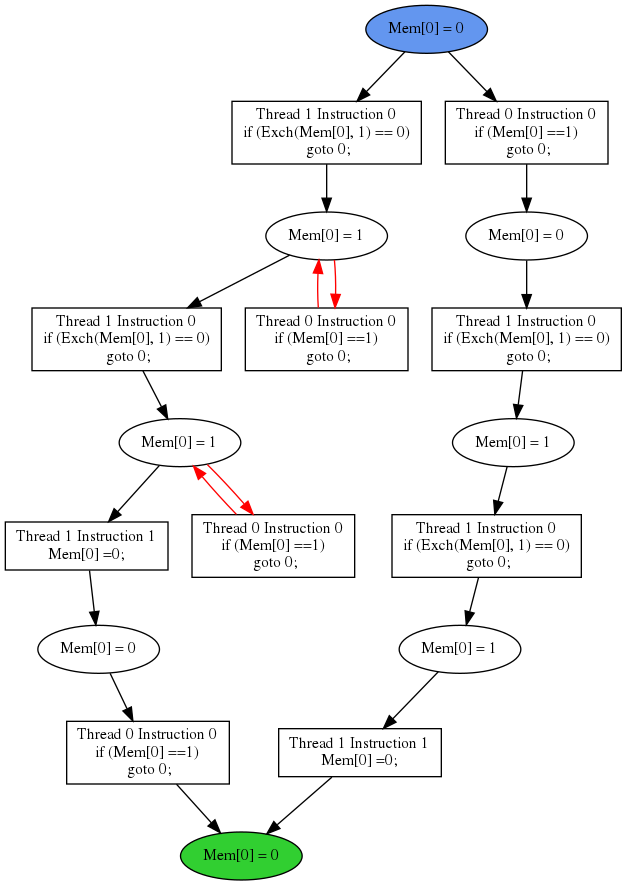 Mem[0] = 0
Thread 1 Instruction 0
if (Exch(Mem[0], 1) == 0)
goto 0;
Thread 0 Instruction 0
if (Mem[0] ==1)
goto 0;
Mem[0] = 1
Mem[0] = 0
Thread 1 Instruction 0
if (Exch(Mem[0], 1) == 0)
goto 0;
Thread 0 Instruction 0
if (Mem[0] ==1)
goto 0;
Thread 1 Instruction 0
if (Exch(Mem[0], 1) == 0)
goto 0;
Mem[0] = 1
Mem[0] = 1
Thread 1 Instruction 1
Mem[0] =0;
Thread 0 Instruction 0
if (Mem[0] ==1)
goto 0;
Thread 1 Instruction 0
if (Exch(Mem[0], 1) == 0)
goto 0;
Mem[0] = 0
Mem[0] = 1
Thread 0 Instruction 0
if (Mem[0] ==1)
goto 0;
Thread 1 Instruction 1
Mem[0] =0;
Mem[0] = 0